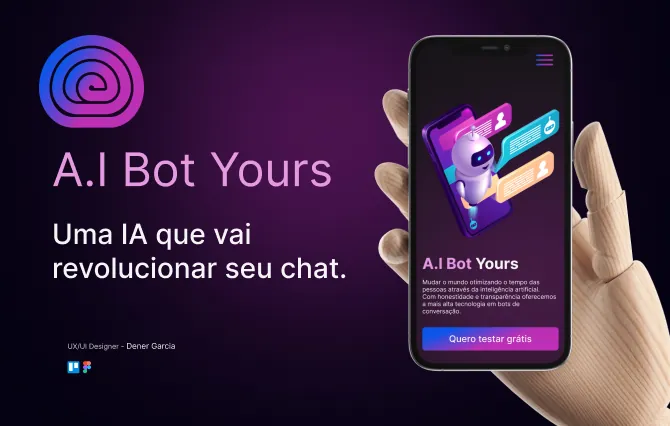 A.I Bot Yours
Uma IA que vai
revolucionar seu chat.
UX/UI Designer - Dener Garcia
A.I Bot Yours
Mudar o mundo otimizando o tempo das
pessoas através da inteligência artificial.
Com honestidade e transparência oferecemos
a mais alta tecnologia em bots de
conversação.
Quero testar grátis